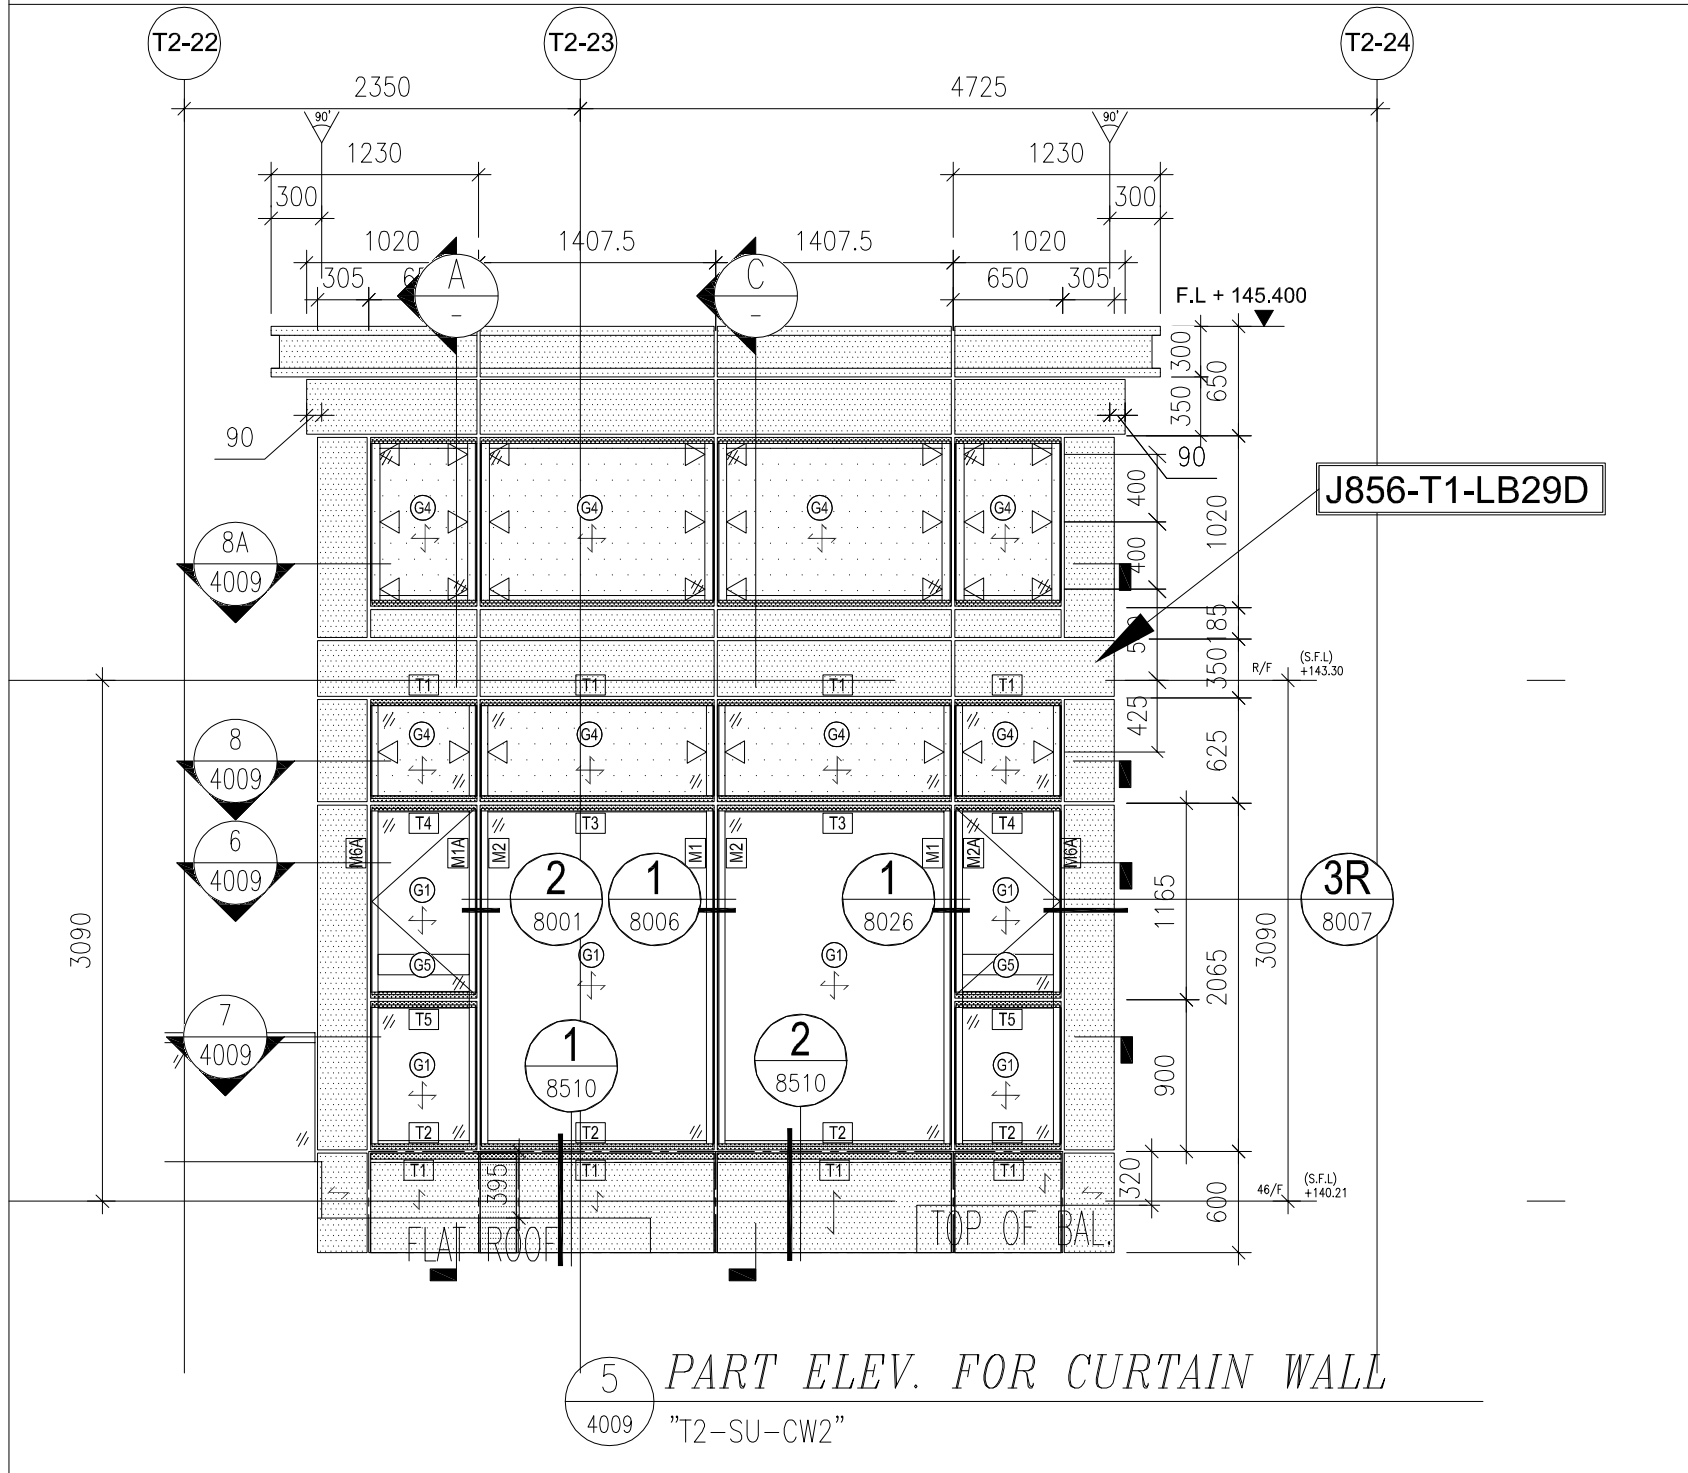 T2-22 T2-23 T2-24
2350 4725
90' 90'
1230 1230
300 300
1020 1407.5 1407.5 1020
305 A - C - 650 305
F.L + 145.400
300
650
350
90 90
J856-T1-LB29D
G4 G4 G4 G4
400
1020
400
8A
4009
185
350
R/F (S.F.L)
+143.30
T1 T1 T1 T1
425
625
G4 G4 G4 G4
8
4009
T4 T3 T3 T4
M6A M1A M2 M1 M2 M1 M2A M6A
6
4009
G1 G1
2
8001
1
8006
1
8026
3R
8007
1165
3090 3090
2065
G1 G1
G5 G5
7
4009
T5 T5
G1 G1
1
8510
2
8510
900
T2 T2 T2 T2
T1 T1 T1 T1
395
320
600
46/F (S.F.L)
+140.21
FLAT ROOF TOP OF BAL.
5
4009
PART ELEV. FOR CURTAIN WALL
"T2-SU-CW2"